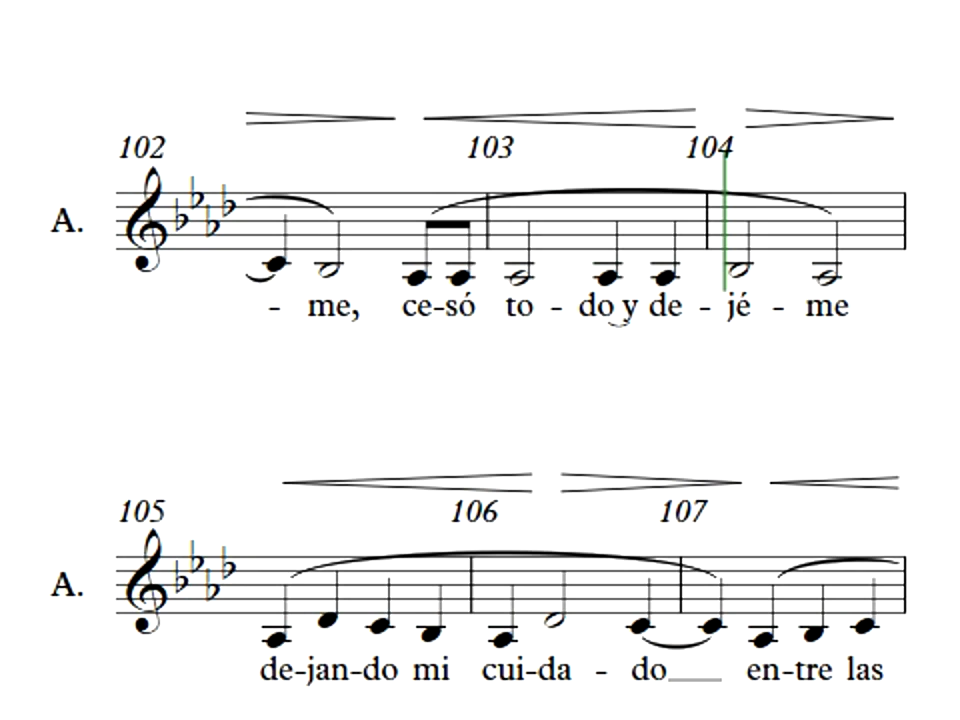 102 103 104
A.
- me, ce-só to - do y de - jé - me
105 106 107
A.
de-jan-do mi cui-da - do___ en-tre las